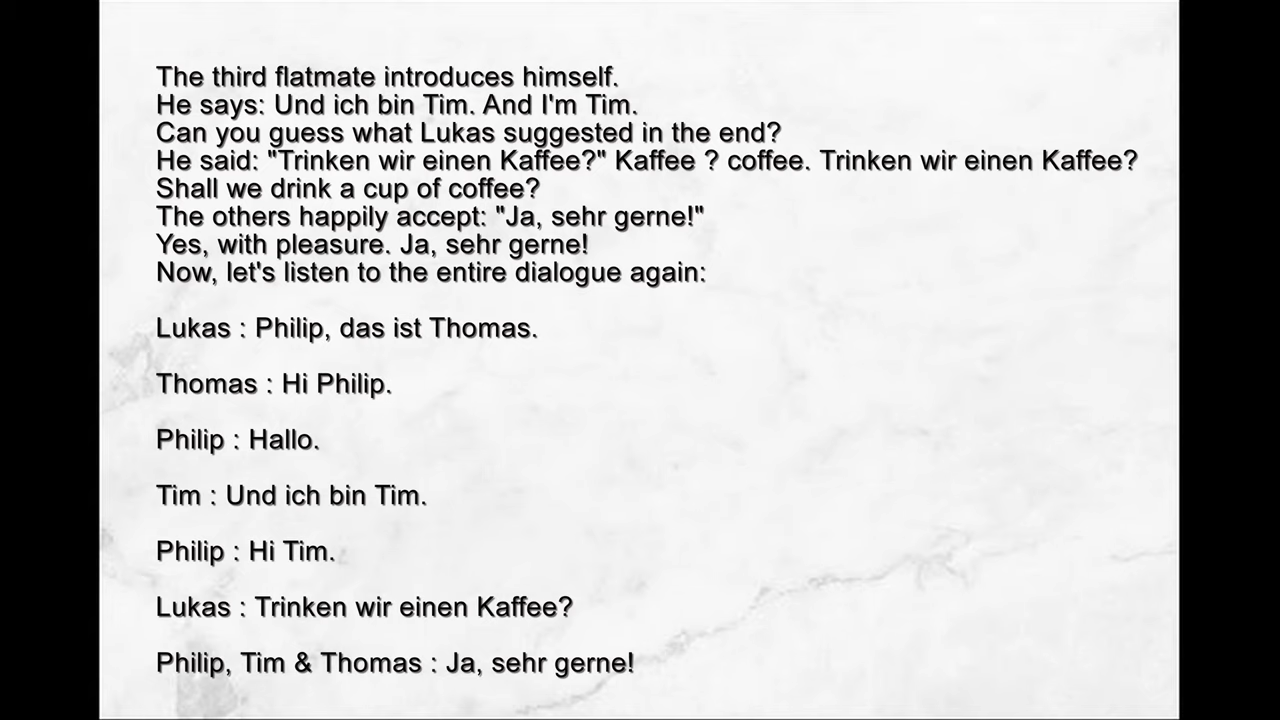 The third flatmate introduces himself.
He says: Und ich bin Tim. And I'm Tim.
Can you guess what Lukas suggested in the end?
He said: "Trinken wir einen Kaffee?" Kaffee ? coffee. Trinken wir einen Kaffee?
Shall we drink a cup of coffee?
The others happily accept: "Ja, sehr gerne!"
Yes, with pleasure. Ja, sehr gerne!
Now, let's listen to the entire dialogue again:
Lukas : Philip, das ist Thomas.
Thomas : Hi Philip.
Philip : Hallo.
Tim : Und ich bin Tim.
Philip : Hi Tim.
Lukas : Trinken wir einen Kaffee?
Philip, Tim & Thomas : Ja, sehr gerne!